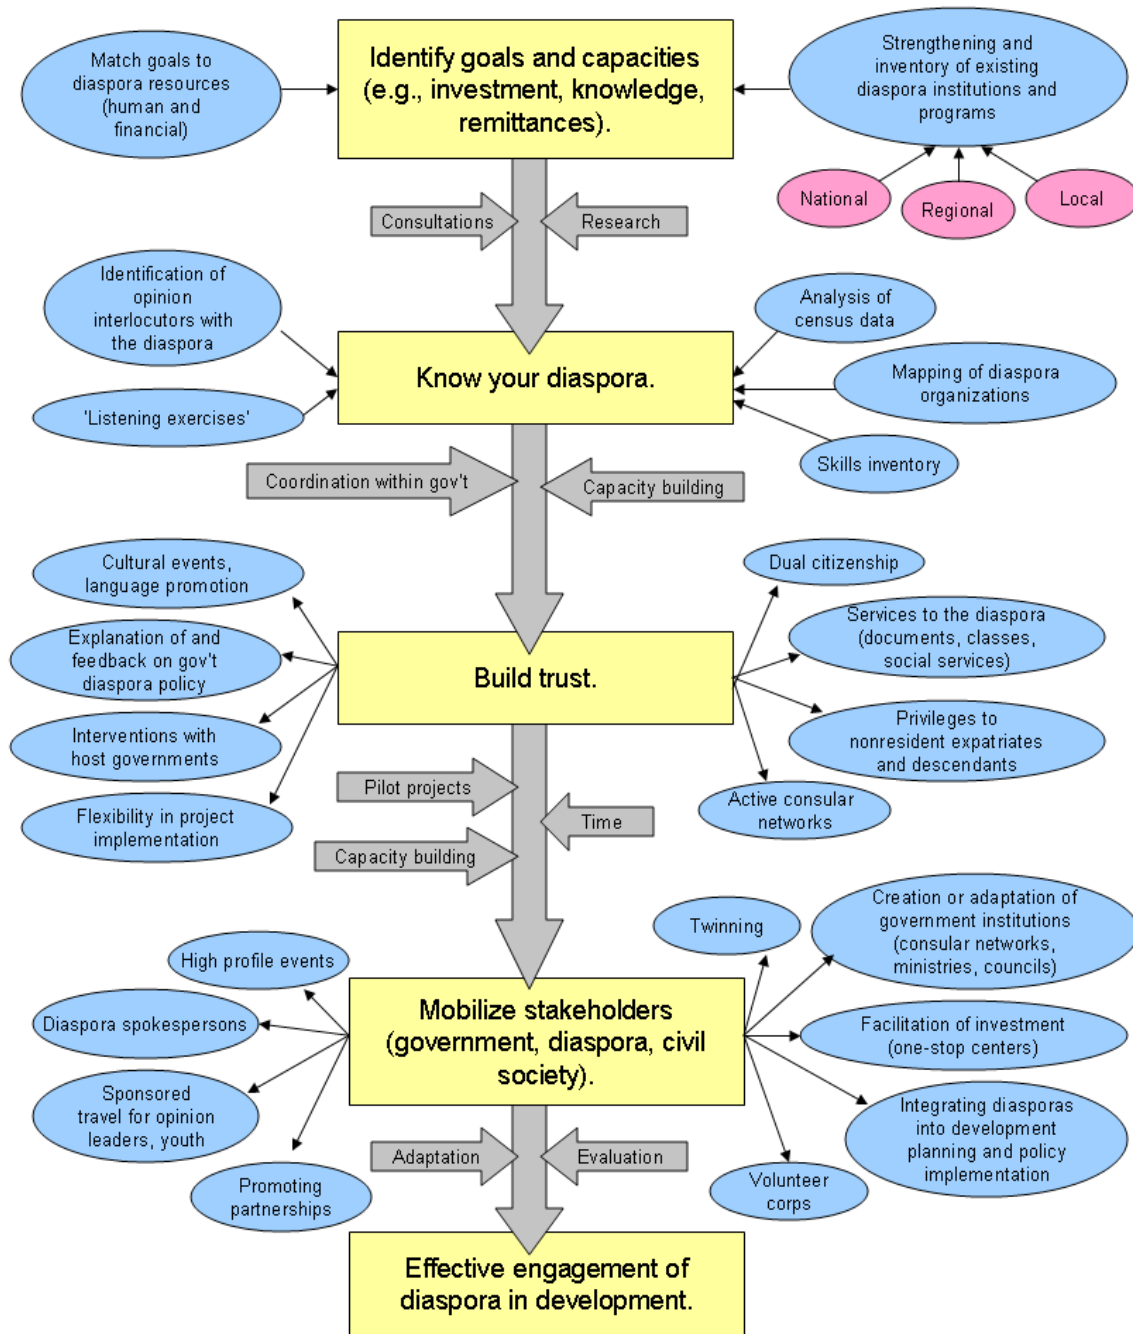 Match goals to
diaspora resources
(human and
financial)
Identify goals and capacities
(e.g., investment, knowledge,
remittances).
Strengthening and
inventory of existing
diaspora institutions and
programs
National
Regional
Local
Consultations
Research
Identification of
opinion
interlocutors with
the diaspora
'Listening exercises'
Know your diaspora.
Analysis of
census data
Mapping of diaspora
organizations
Skills inventory
Coordination within gov't
Capacity building
Cultural events,
language promotion
Explanation of and
feedback on gov't
diaspora policy
Interventions with
host governments
Flexibility in project
implementation
Build trust.
Dual citizenship
Services to the diaspora
(documents, classes,
social services)
Privileges to
nonresident expatriates
and descendants
Active consular
networks
Pilot projects
Time
Capacity building
High profile events
Diaspora spokespersons
Sponsored
travel for opinion
leaders, youth
Promoting
partnerships
Mobilize stakeholders
(government, diaspora, civil
society).
Twinning
Creation or adaptation of
government institutions
(consular networks,
ministries, councils)
Facilitation of investment
(one-stop centers)
Integrating diasporas
into development
planning and policy
implementation
Volunteer
corps
Adaptation
Evaluation
Effective engagement of
diaspora in development.